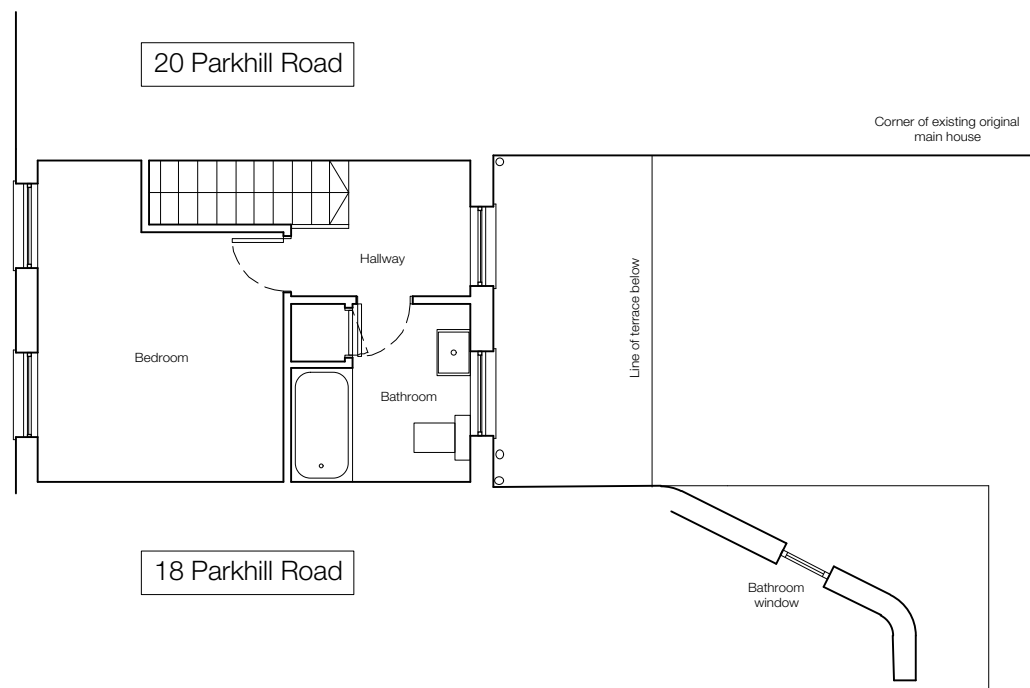 20 Parkhill Road
Corner of existing original
main house
Hallway
Line of terrace below
Bedroom
Bathroom
18 Parkhill Road
Bathroom
window